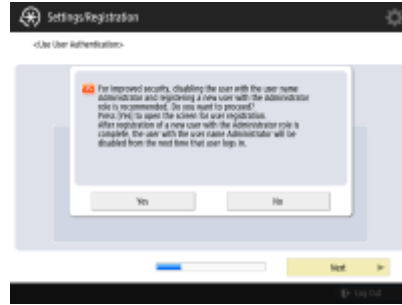 Settings/Registration
<Use User Authentication>
For improved security, disabling the user with the user name
Administrator and registering a new user with the Administrator
role is recommended. Do you want to proceed?
Press [Yes] to open the screen for user registration.
After registration of a new user with the Administrator role is
complete, the user with the user name Administrator will be
disabled from the next time that user logs in.
Yes
No
Next
Log Out